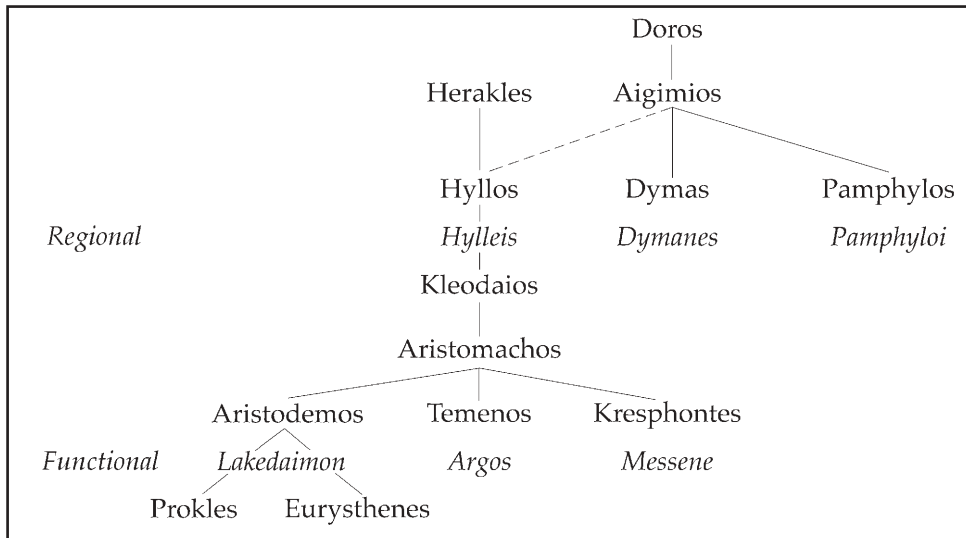 Doros
Herakles Aigimios
Hyllos Dymas Pamphylos
Regional Hylleis Dymanes Pamphyloi
Kleodaios
Aristomachos
Aristodemos Temenos Kresphontes
Functional Lakedaimon Argos Messene
Prokles Eurysthenes